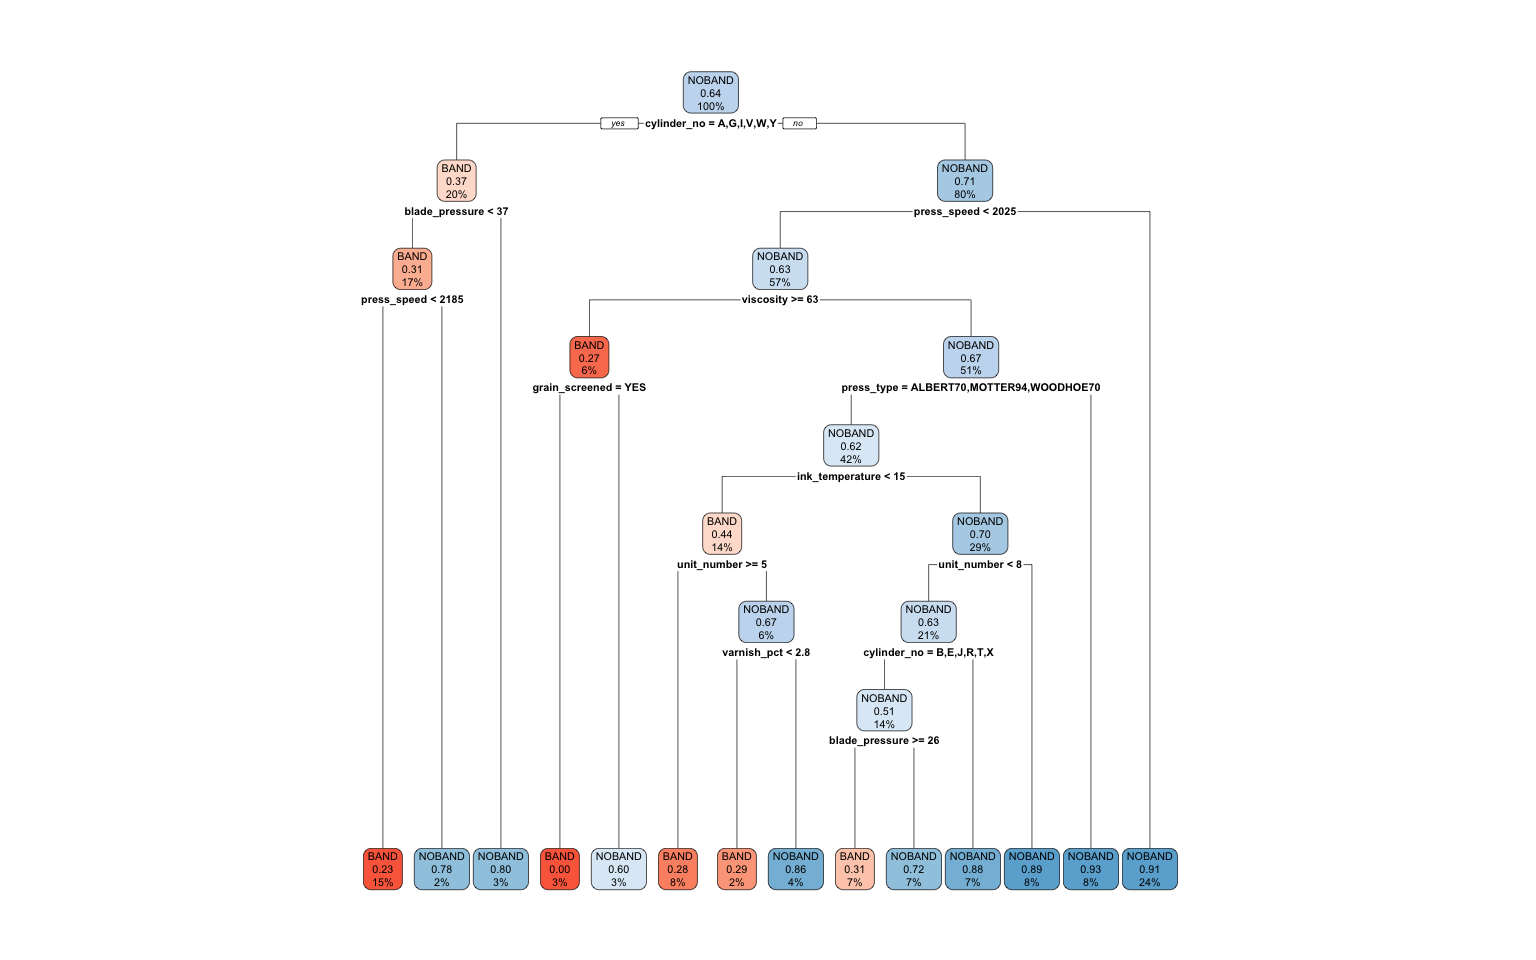 NOBAND
0.64
100%
yes
cylinder_no = A,G,I,V,W,Y
no
BAND
0.37
20%
blade_pressure < 37
NOBAND
0.71
80%
press_speed < 2025
BAND
0.31
17%
press_speed < 2185
NOBAND
0.63
57%
viscosity >= 63
BAND
0.27
6%
grain_screened = YES
NOBAND
0.67
51%
press_type = ALBERT70,MOTTER94,WOODHOE70
NOBAND
0.62
42%
ink_temperature < 15
BAND
0.44
14%
unit_number >= 5
NOBAND
0.70
29%
unit_number < 8
NOBAND
0.67
6%
varnish_pct < 2.8
NOBAND
0.63
21%
cylinder_no = B,E,J,R,T,X
NOBAND
0.51
14%
blade_pressure >= 26
BAND
0.23
15%
NOBAND
0.78
2%
NOBAND
0.80
3%
BAND
0.00
3%
NOBAND
0.60
3%
BAND
0.28
8%
BAND
0.29
2%
NOBAND
0.86
4%
BAND
0.31
7%
NOBAND
0.72
7%
NOBAND
0.88
7%
NOBAND
0.89
8%
NOBAND
0.93
8%
NOBAND
0.91
24%